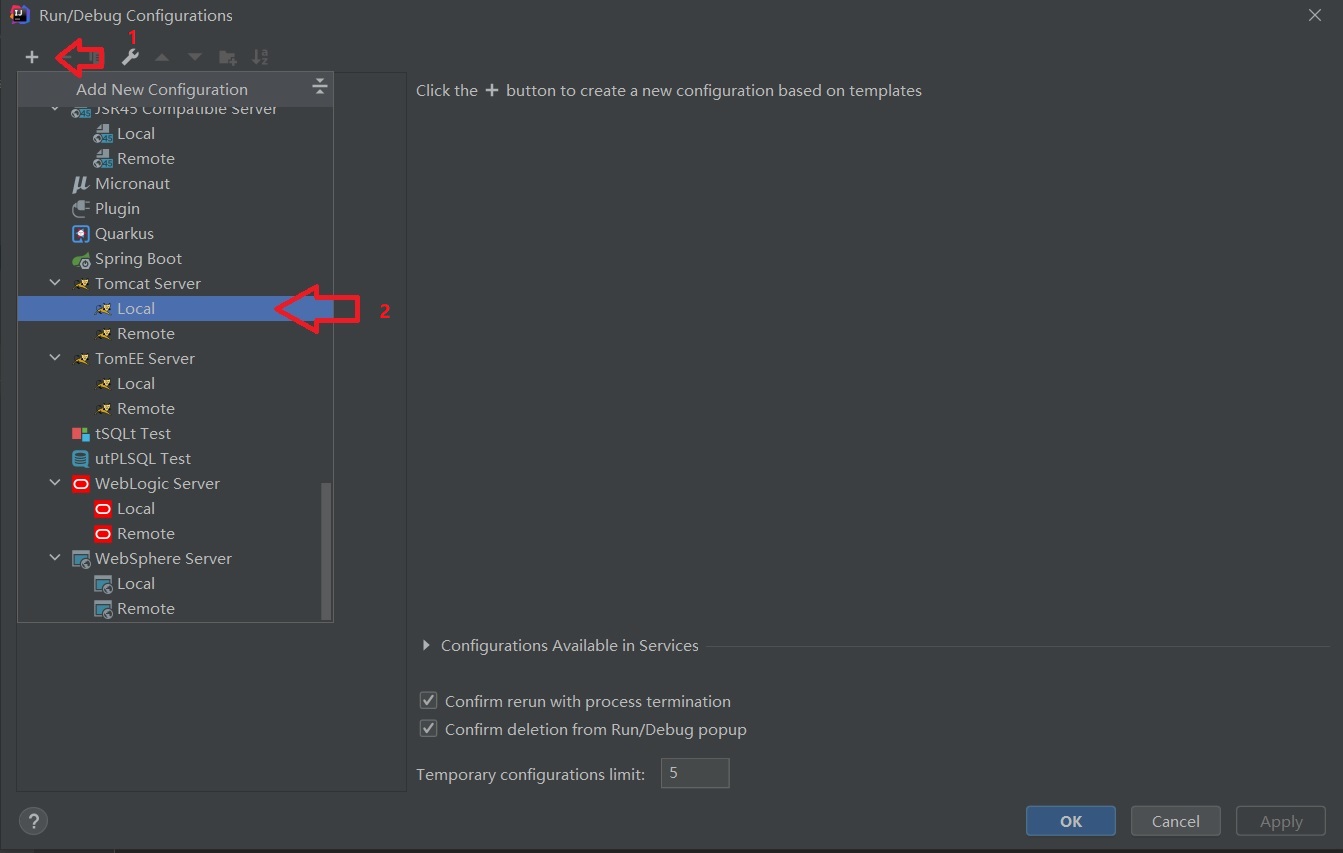 Run/Debug Configurations
1
Add New Configuration
Click the + button to create a new configuration based on templates
JSR45 Compatible Server
Local
Remote
Micronaut
Plugin
Quarkus
Spring Boot
Tomcat Server
Local
2
Remote
TomEE Server
Local
Remote
tSQLt Test
utPLSQL Test
WebLogic Server
Local
Remote
WebSphere Server
Local
Remote
Configurations Available in Services
Confirm rerun with process termination
Confirm deletion from Run/Debug popup
Temporary configurations limit: 5
? OK Cancel Apply